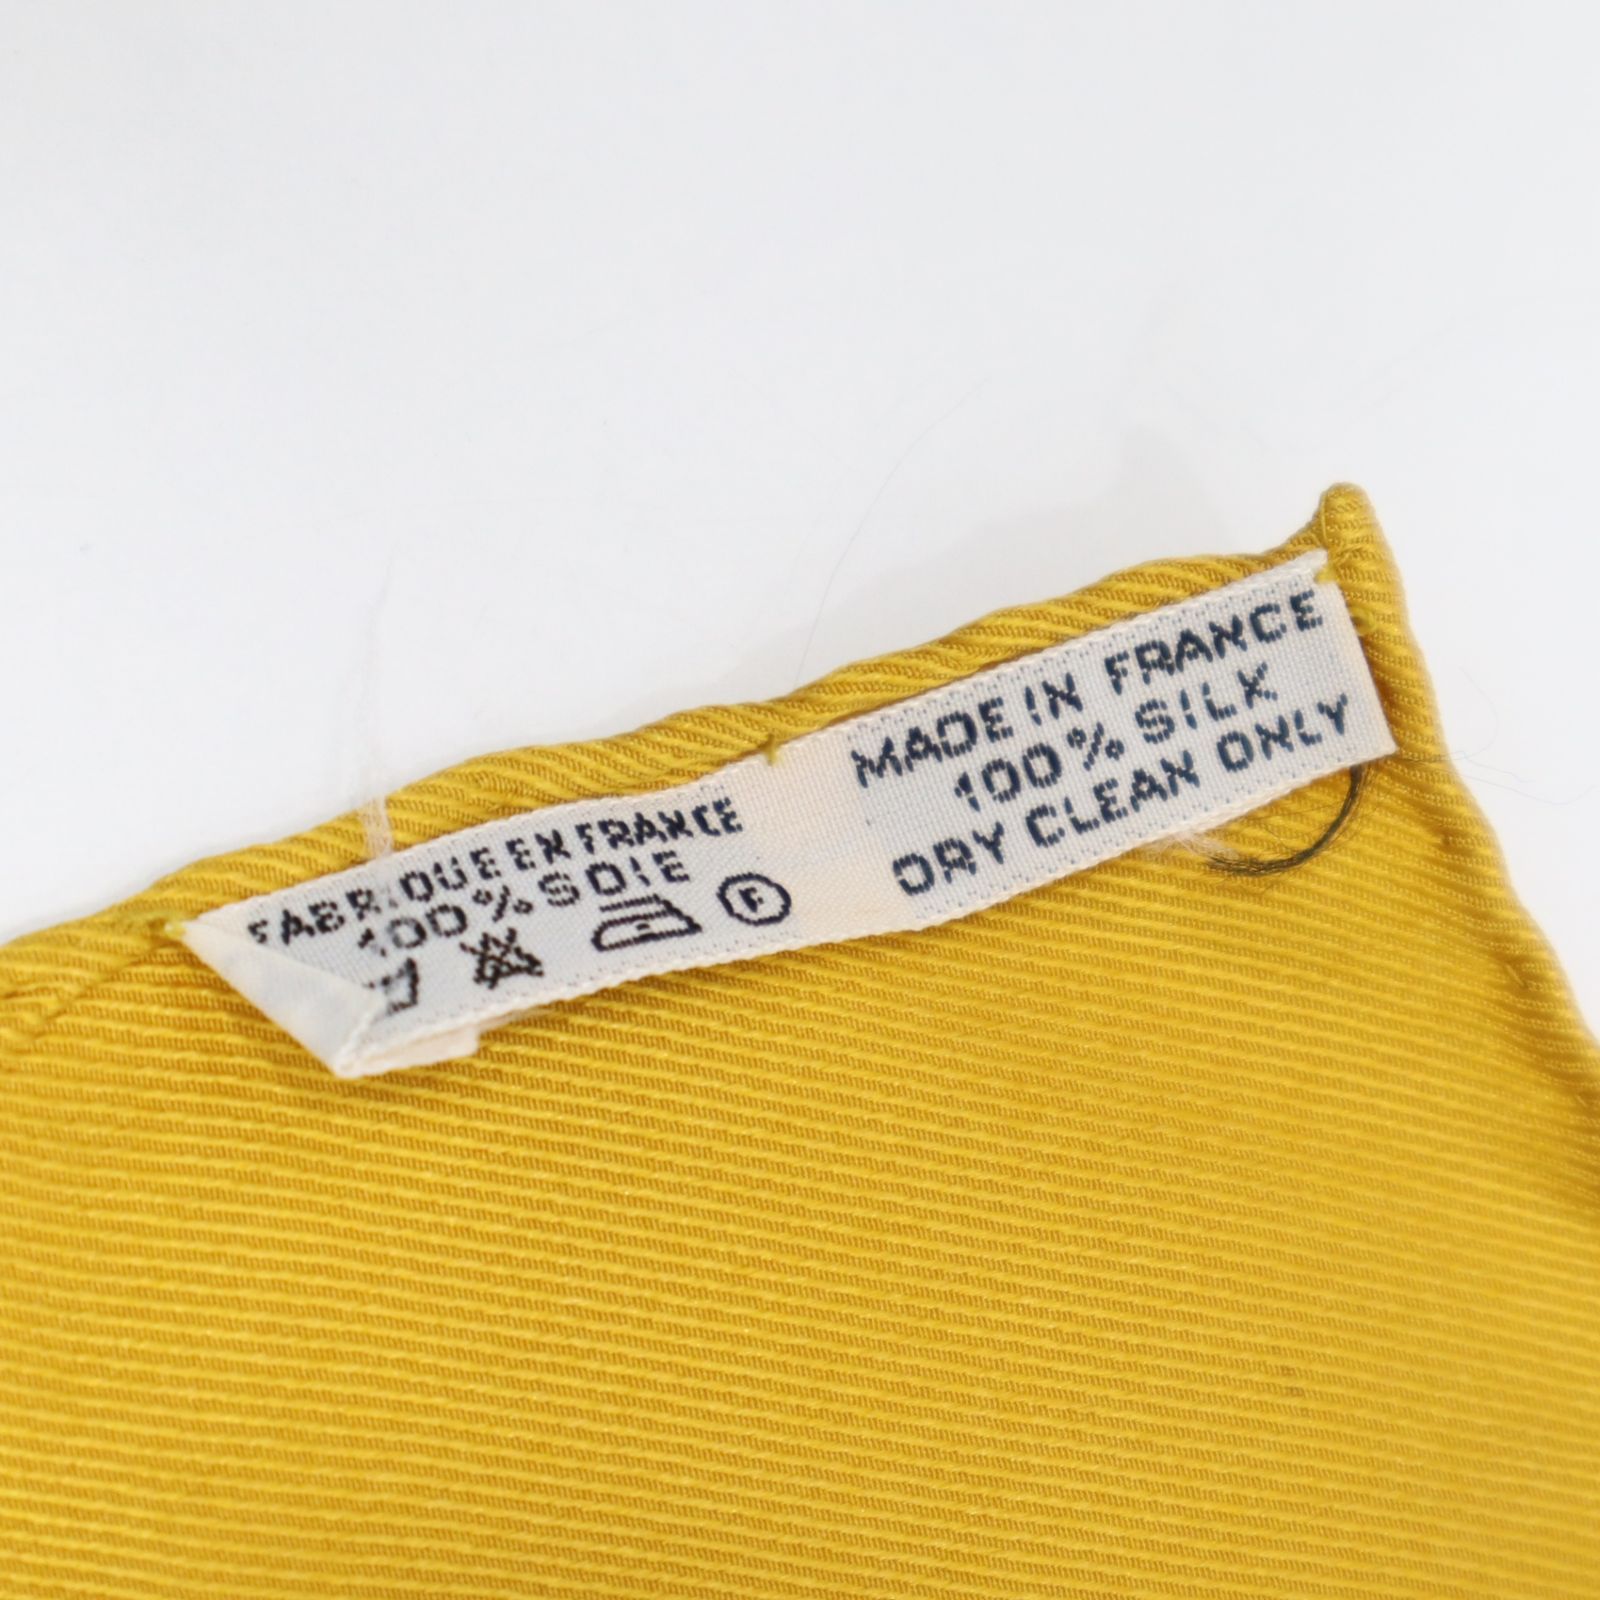 FABRIQUE EN FRANCE
100% SOIE
F
MADE IN FRANCE
100% SILK
DRY CLEAN ONLY